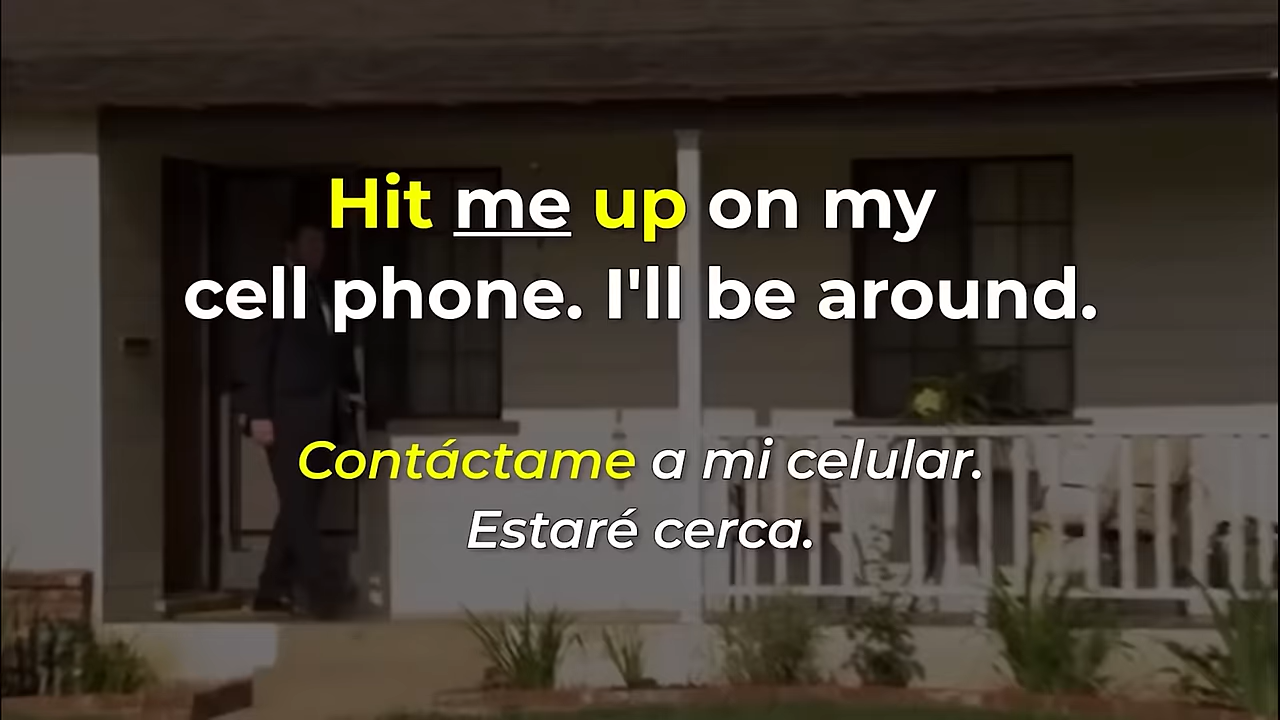 Hit me up on my
cell phone. I'll be around.
Contáctame a mi celular.
Estaré cerca.